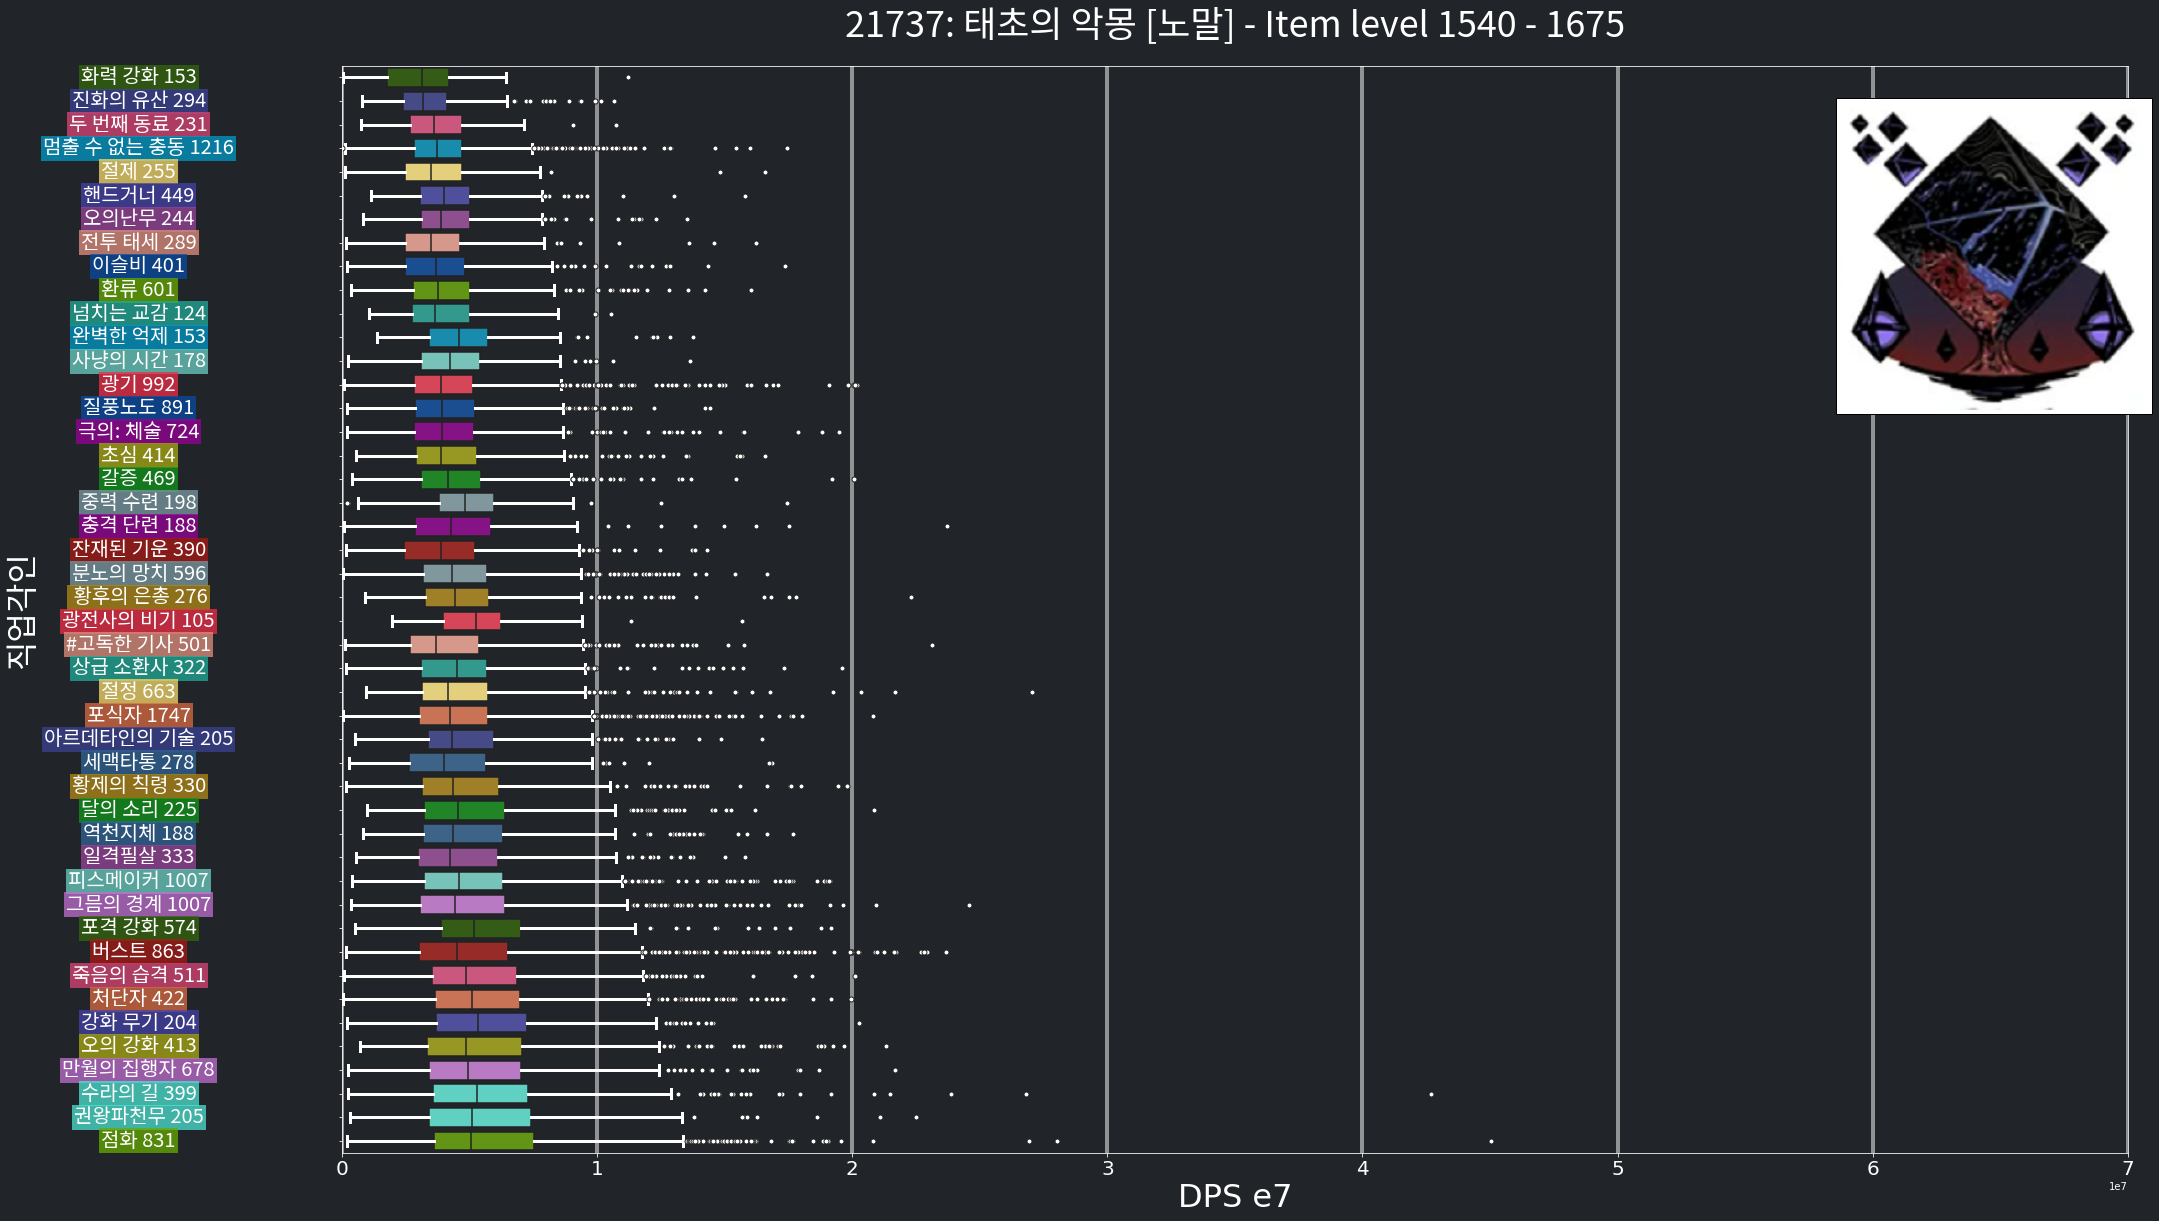 21737: 태초의 악몽 [노말] - Item level 1540 - 1675
직업각인
화력 강화 153
진화의 유산 294
두 번째 동료 231
멈출 수 없는 충동 1216
절제 255
핸드거너 449
오의난무 244
전투 태세 289
이슬비 401
환류 601
넘치는 교감 124
완벽한 억제 153
사냥의 시간 178
광기 992
질풍노도 891
극의: 체술 724
초심 414
갈증 469
중력 수련 198
충격 단련 188
잔재된 기운 390
분노의 망치 596
황후의 은총 276
광전사의 비기 105
#고독한 기사 501
상급 소환사 322
절정 663
포식자 1747
아르데타인의 기술 205
세맥타통 278
황제의 칙령 330
달의 소리 225
역천지체 188
일격필살 333
피스메이커 1007
그믐의 경계 1007
포격 강화 574
버스트 863
죽음의 습격 511
처단자 422
강화 무기 204
오의 강화 413
만월의 집행자 678
수라의 길 399
권왕파천무 205
점화 831
0 1 2 3 4 5 6 7
1e7
DPS e7